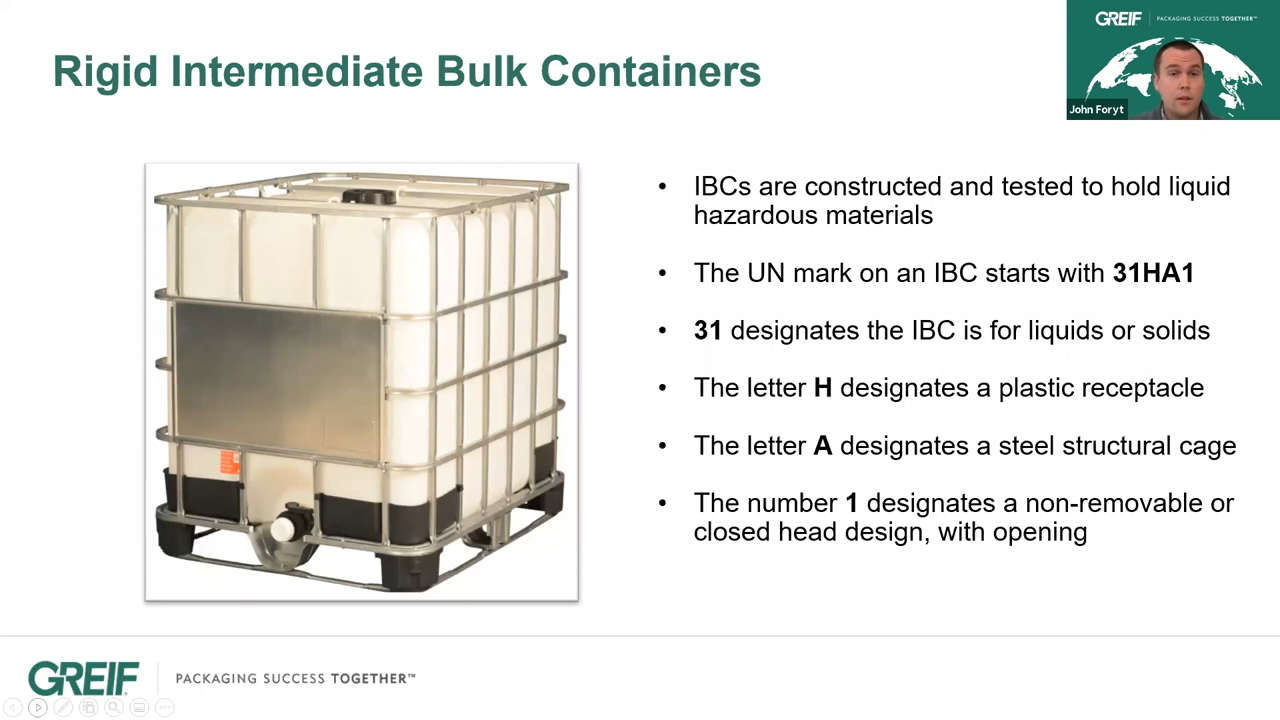 GREIF
PACKAGING SUCCESS TOGETHER™
John Foryt
Rigid Intermediate Bulk Containers
• IBCs are constructed and tested to hold liquid
hazardous materials
• The UN mark on an IBC starts with 31HA1
• 31 designates the IBC is for liquids or solids
• The letter H designates a plastic receptacle
• The letter A designates a steel structural cage
• The number 1 designates a non-removable or
closed head design, with opening
GREIF
PACKAGING SUCCESS TOGETHER™